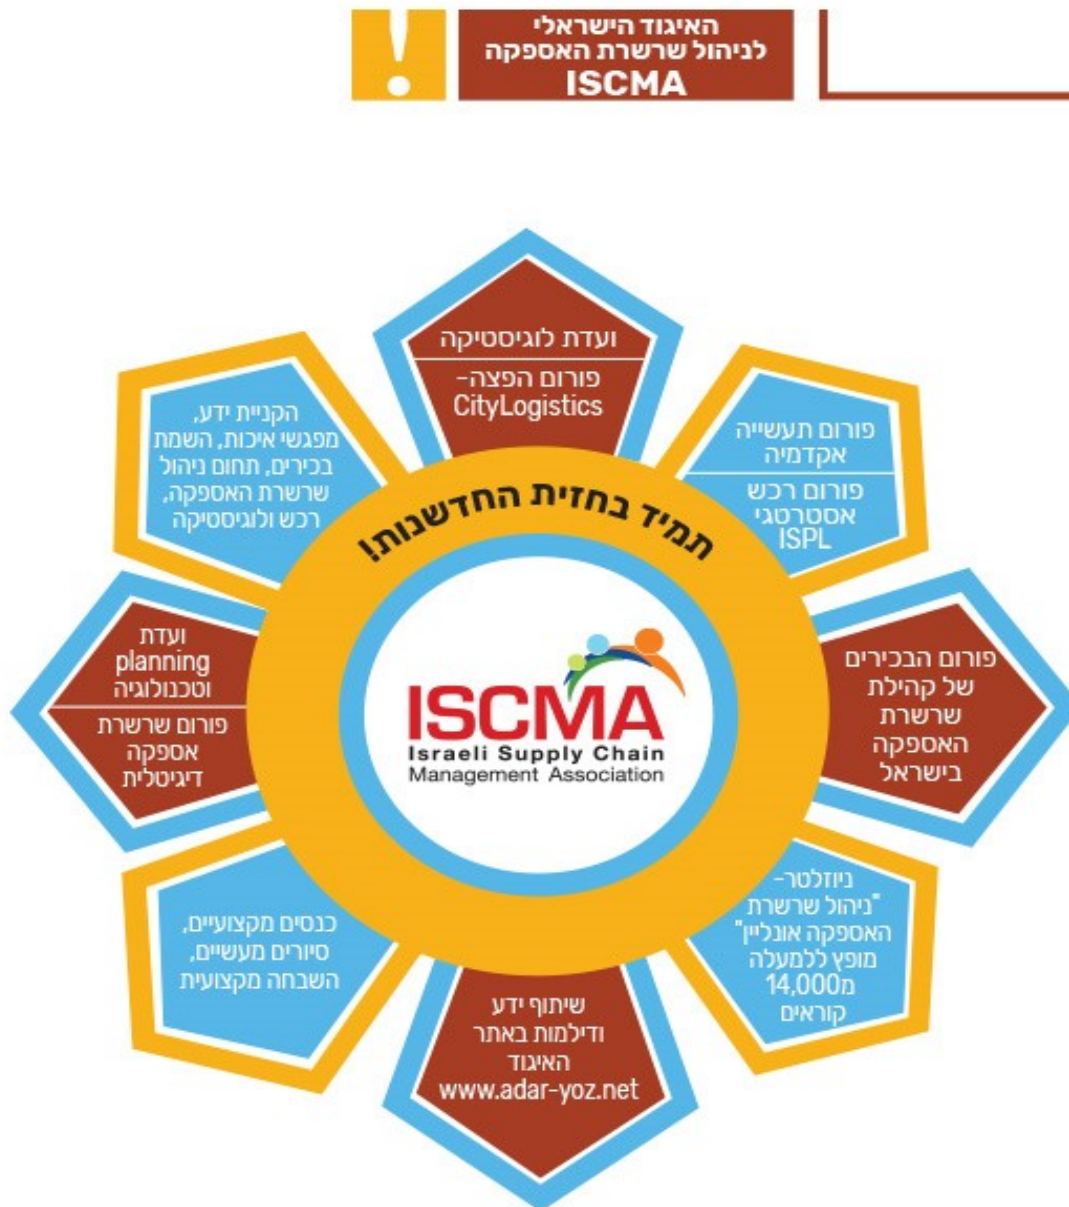 האיגוד הישראלי
לניהול שרשרת האספקה
ISCMA
!
ועדת לוגיסטיקה
פורום הפצה-
CityLogistics
פורום תעשייה
אקדמיה
פורום רכש
אסטרטגי
ISPL
פורום הבכירים
של קהילת
שרשרת
האספקה
בישראל
ניוזלטר-
"ניהול שרשרת
האספקה אונליין"
מופץ ללמעלה
מ14,000
קוראים
שיתוף ידע
ודילמות באתר
האיגוד
www.adar-yoz.net
כנסים מקצועיים,
סיורים מעשיים,
השבחה מקצועית
ועדת
planning
וטכנולוגיה
פורום שרשרת
אספקה
דיגיטלית
הקניית ידע,
מפגשי איכות, השמת
בכירים, תחום ניהול
שרשרת האספקה,
רכש ולוגיסטיקה
תמיד בחזית החדשנות!
ISCMA
Israeli Supply Chain
Management Association